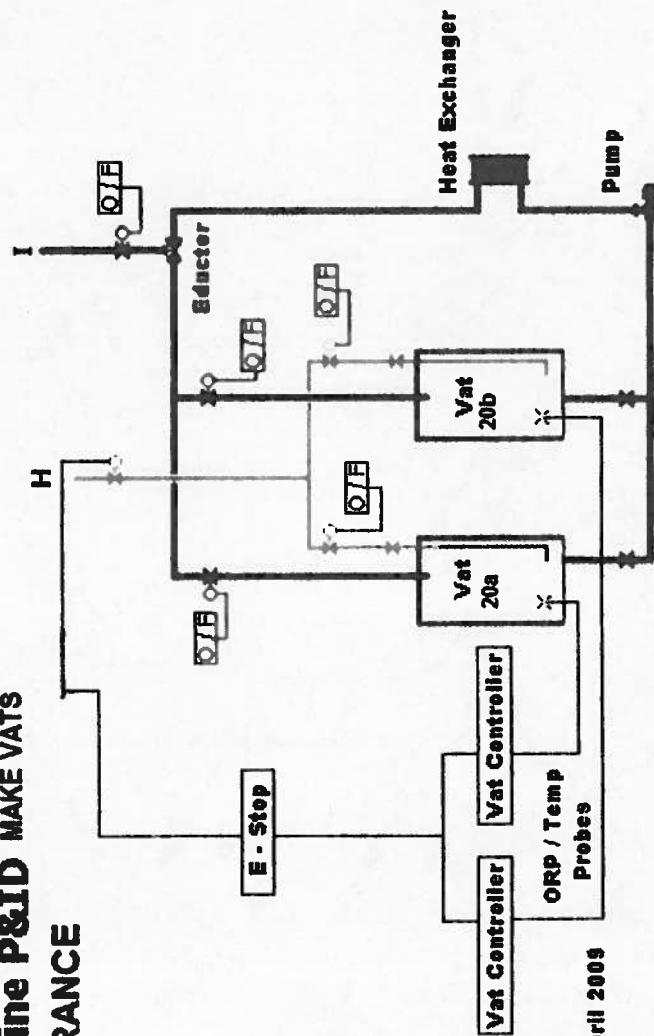 ine P&ID MAKE VATS
RANCE
I
H
O/F
O/F
O/F
O/F
O/F
Eductor
Heat Exchanger
Pump
E - Stop
Vat
20a
Vat
20b
Vat Controller
Vat Controller
ORP / Temp
Probes
ril 2009